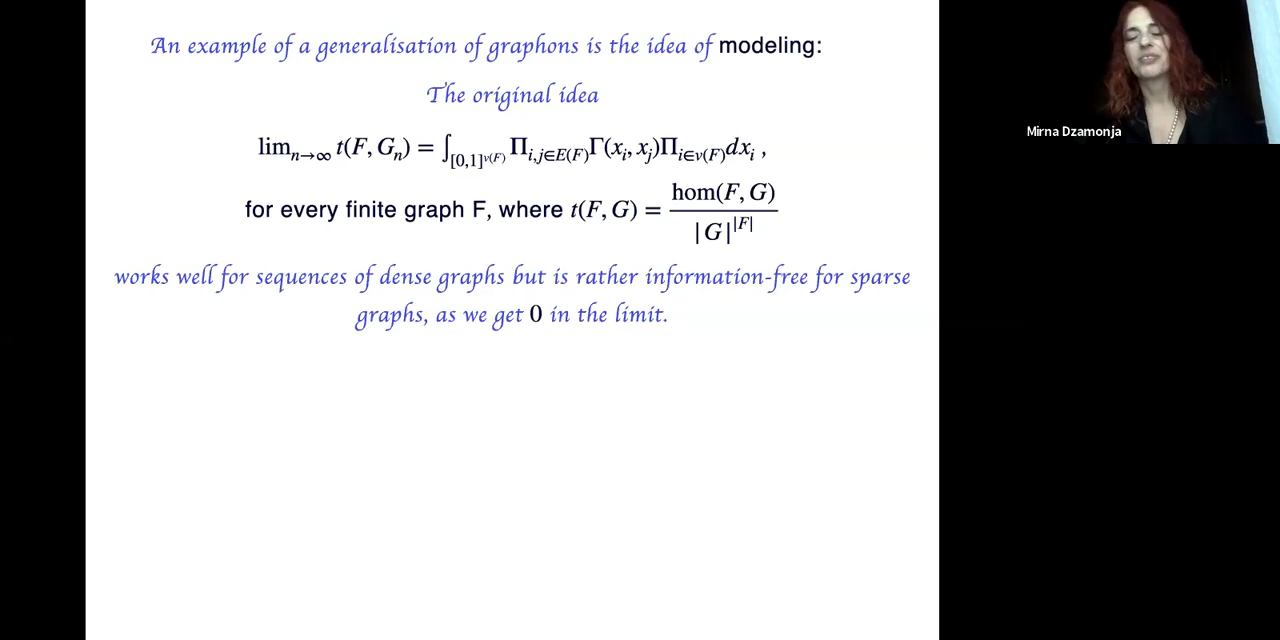 An example of a generalisation of graphons is the idea of modeling:
The original idea
lim_{n→∞} t(F, G_n) = ∫_{[0,1]^{v(F)}} Π_{i,j∈E(F)} Γ(x_i, x_j) Π_{i∈v(F)} dx_i ,
for every finite graph F, where t(F, G) = hom(F, G) / |G|^{|F|}
works well for sequences of dense graphs but is rather information-free for sparse
graphs, as we get 0 in the limit.
Mirna Dzamonja